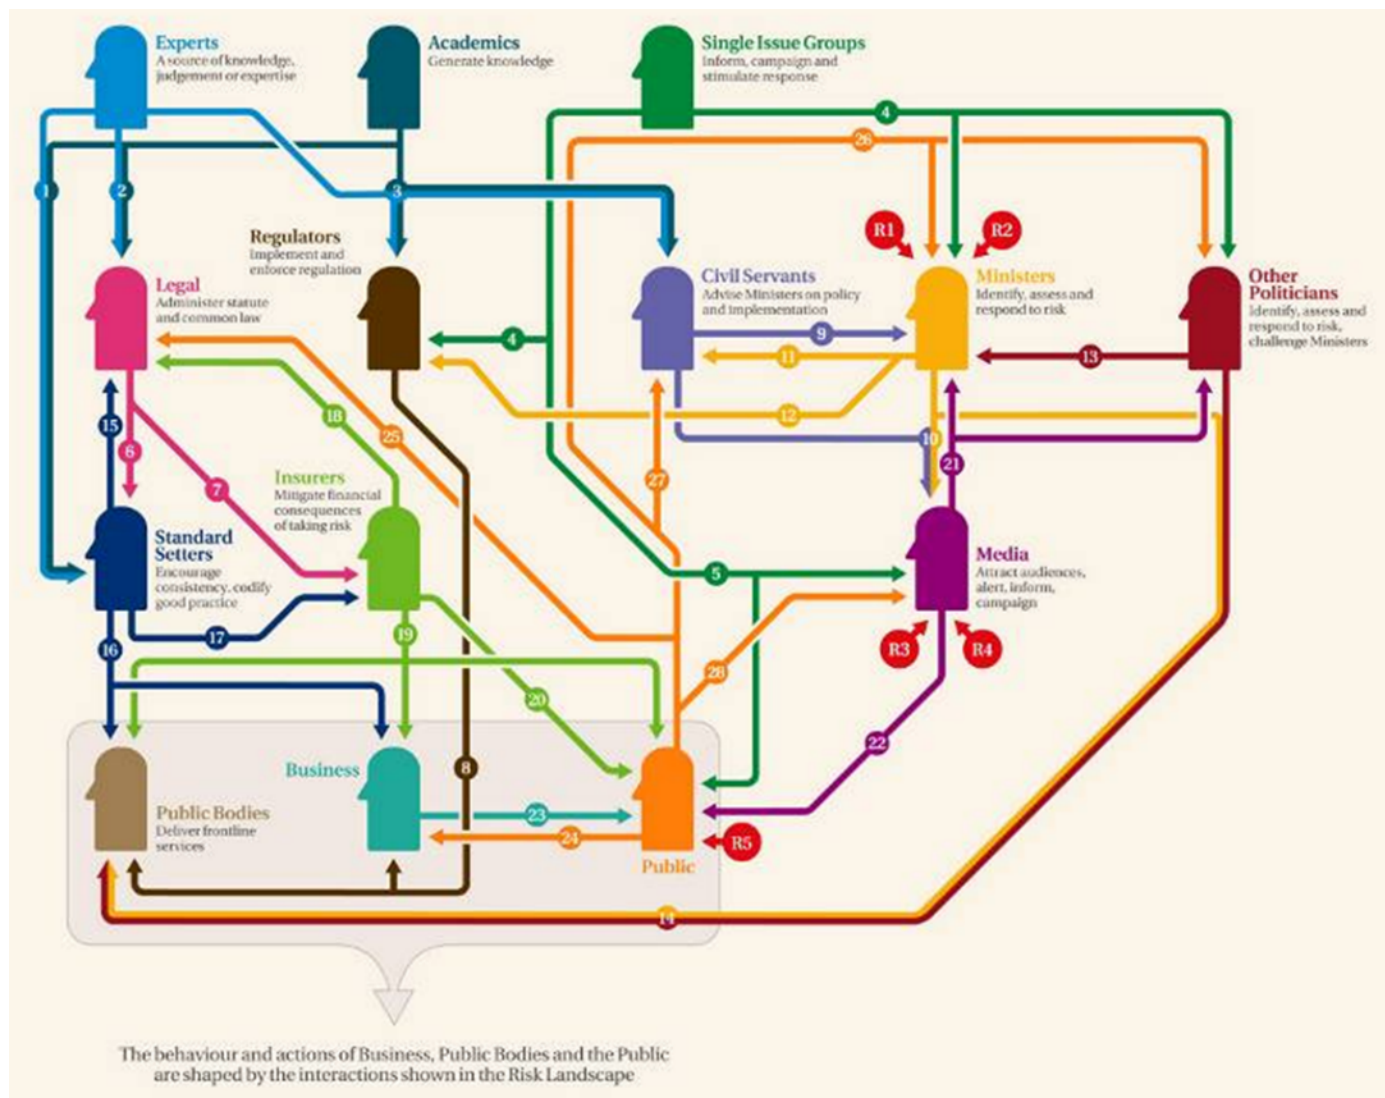 Experts
A source of knowledge,
judgement or expertise
Academics
Generate knowledge
Single Issue Groups
Inform, campaign and
stimulate response
4
26
1
2
3
R1
R2
Regulators
Implement and
enforce regulation
Legal
Administer statute
and common law
Civil Servants
Advise Ministers on policy
and implementation
Ministers
Identify, assess and
respond to risk
Other
Politicians
Identify, assess and
respond to risk,
challenge Ministers
4
9
11
13
12
18
15
25
10
6
21
27
7
Insurers
Mitigate financial
consequences
of taking risk
Standard
Setters
Encourage
consistency, codify
good practice
Media
Attract audiences,
alert, inform,
campaign
5
17
19
16
R3
R4
28
20
22
8
Business
Public Bodies
Deliver frontline
services
23
24
R5
Public
14
The behaviour and actions of Business, Public Bodies and the Public
are shaped by the interactions shown in the Risk Landscape